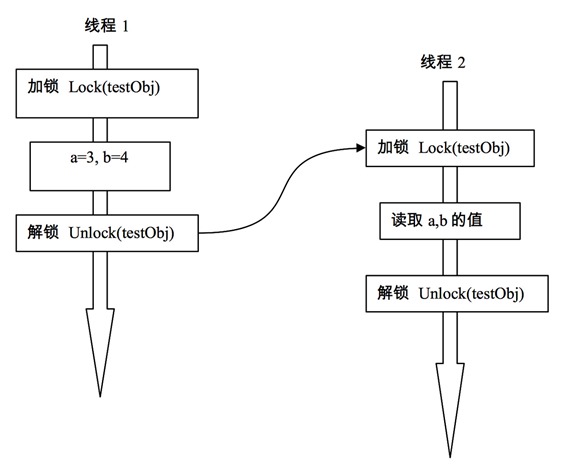 线程 1
加锁 Lock(testObj)
a=3, b=4
解锁 Unlock(testObj)
线程 2
加锁 Lock(testObj)
读取 a,b 的值
解锁 Unlock(testObj)